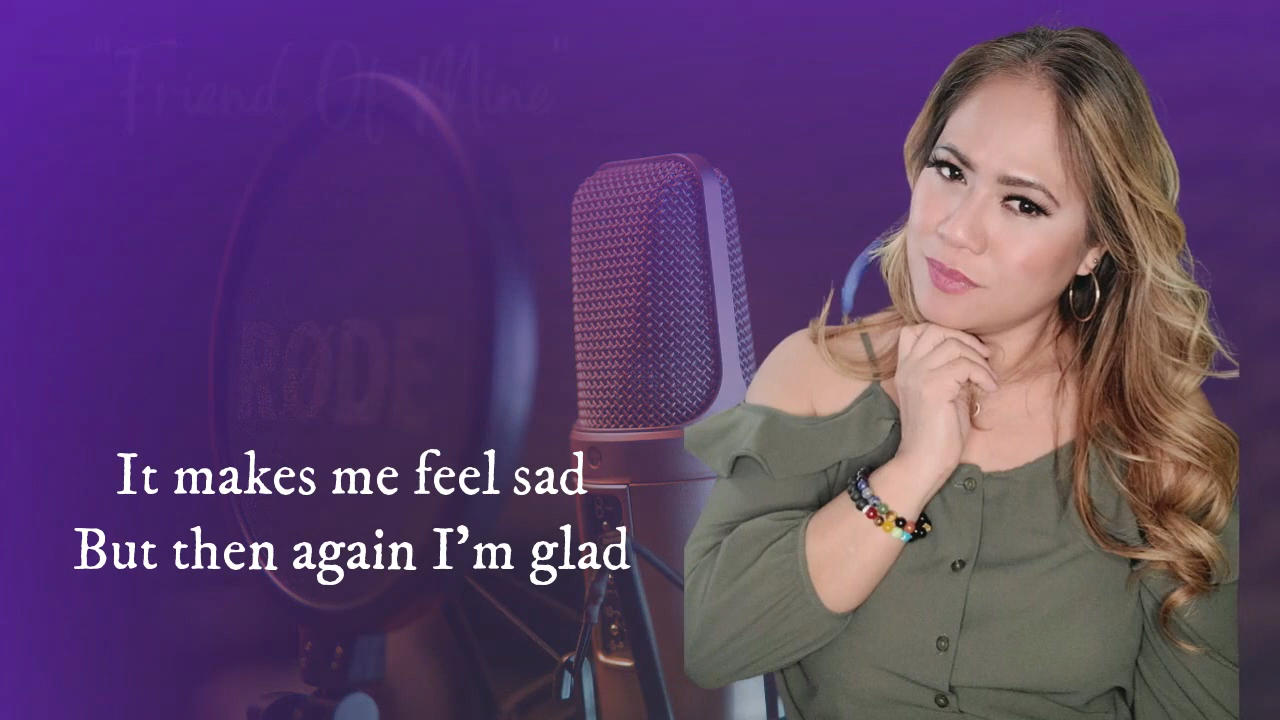 "Friend Of Mine"
RØDE
It makes me feel sad
But then again I'm glad